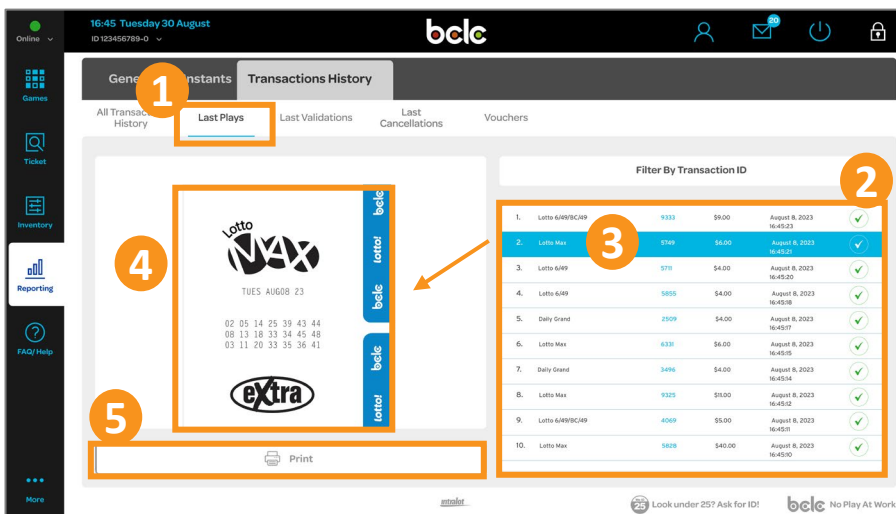 Online
16:45 Tuesday 30 August
ID 123456789-0
bclc
20
Games
Ticket
Inventory
Reporting
FAQ/Help
More
Instants
Transactions History
1
All
History
Last Plays
Last Validations
Last
Cancellations
Vouchers
Filter By Transaction ID
2
1. Lotto 6/49/BC/49 9333 $9.00 August 8, 2023
16:45:23
2. Lotto Max 5749 $6.00 August 8, 2023
16:45:21
3
3. Lotto 6/49 5711 $4.00 August 8, 2023
16:45:20
4. Lotto 6/49 5855 $4.00 August 8, 2023
16:45:18
5. Daily Grand 2509 $4.00 August 8, 2023
16:45:17
6. Lotto Max 6331 $6.00 August 8, 2023
16:45:15
7. Daily Grand 3496 $4.00 August 8, 2023
16:45:14
8. Lotto Max 9325 $11.00 August 8, 2023
16:45:12
9. Lotto 6/49/BC/49 4069 $5.00 August 8, 2023
16:45:11
10. Lotto Max 5828 $40.00 August 8, 2023
16:45:10
4
Lotto
MAX
TUES AUG08 23
02 05 14 25 39 43 44
08 13 18 33 34 45 48
03 11 20 33 35 36 41
extra
bclc
lotto!
bclc
bclc
lotto!
5
Print
intralot
25
Look under 25? Ask for ID!
bclc No Play At Work